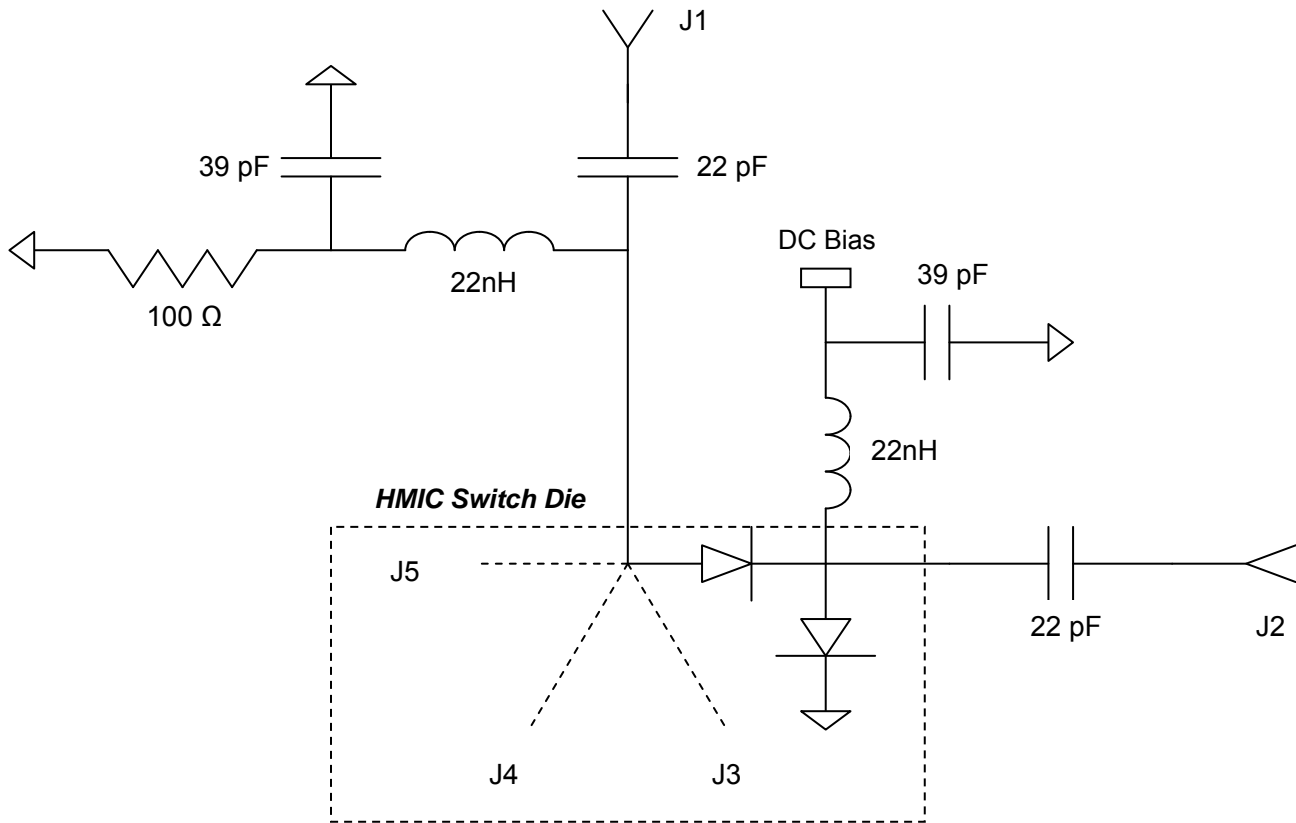 J1
39 pF
22 pF
22nH
100 Ω
DC Bias
39 pF
22nH
HMIC Switch Die
J5
22 pF
J2
J4
J3